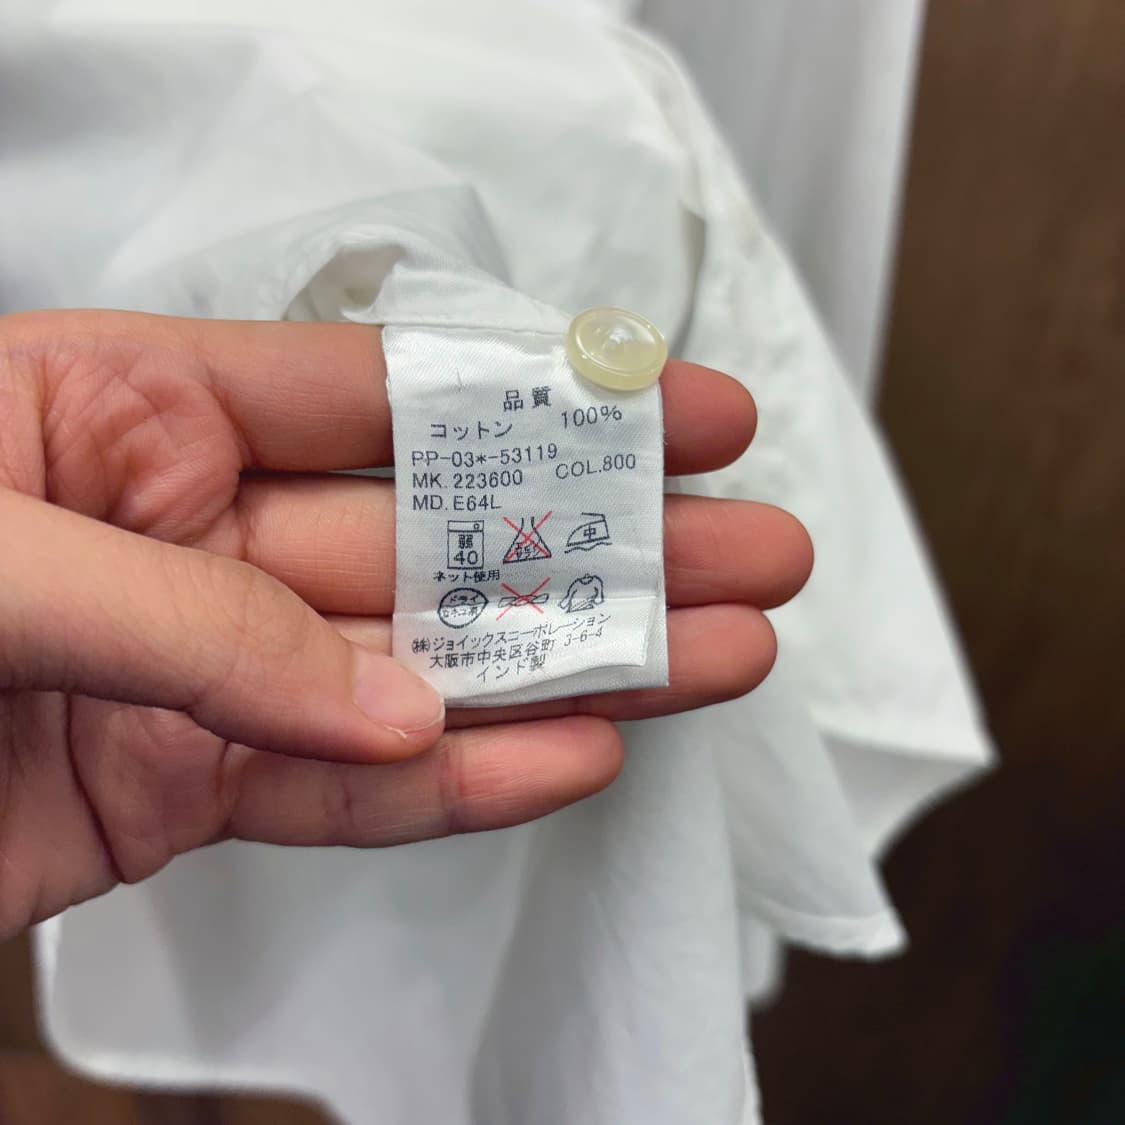 品質
コットン 100%
PP-03*-53119
MK. 223600 COL.800
MD. E64L
弱
40
中
ネット使用
ドライ
セキユ系
(株)ジョイックスコーポレーション
大阪市中央区谷町 3-6-4
インド製